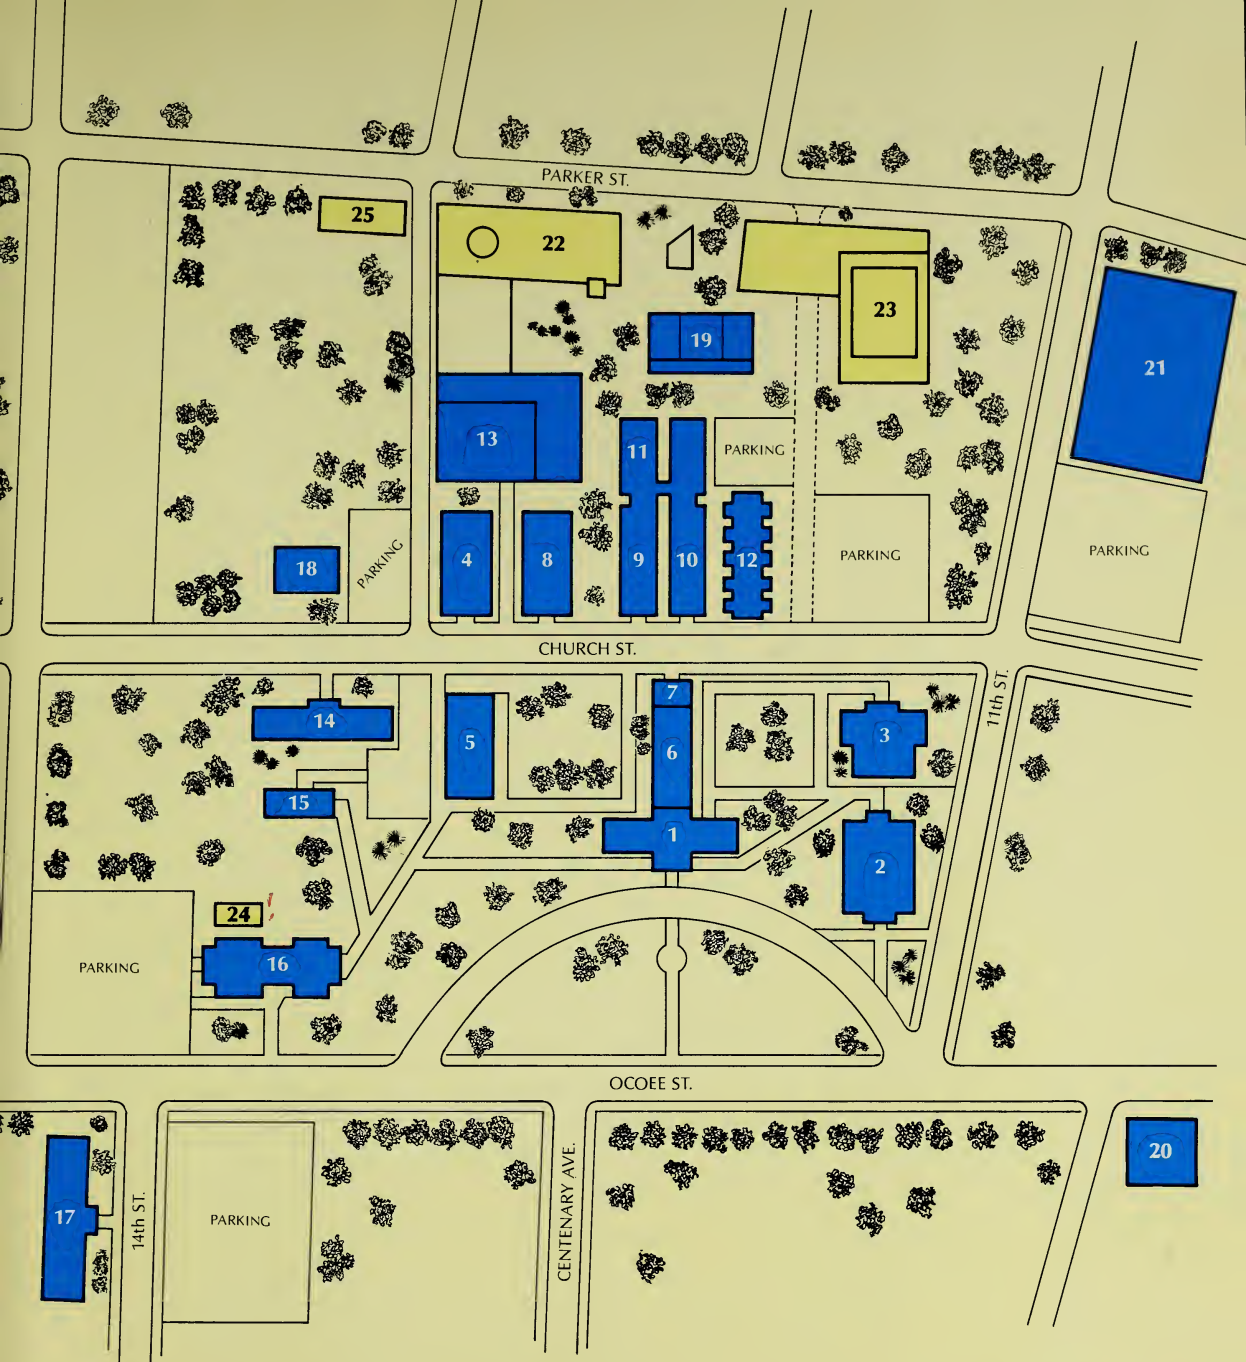 PARKER ST.
25
22
23
19
21
13
11
PARKING
18
PARKING
4
8
9
10
12
PARKING
PARKING
CHURCH ST.
7
14
5
6
3
11th ST.
15
1
2
24
16
PARKING
OCOEE ST.
17
14th ST.
PARKING
CENTENARY AVE.
20